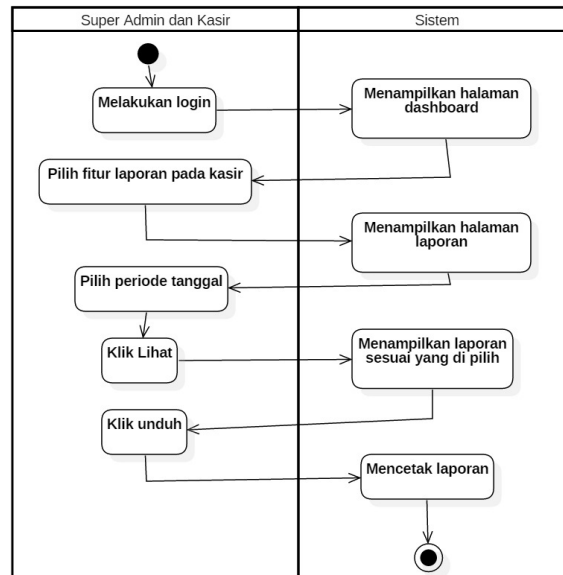 Super Admin dan Kasir
Sistem
Melakukan login
Menampilkan halaman
dashboard
Pilih fitur laporan pada kasir
Menampilkan halaman
laporan
Pilih periode tanggal
Klik Lihat
Menampilkan laporan
sesuai yang di pilih
Klik unduh
Mencetak laporan